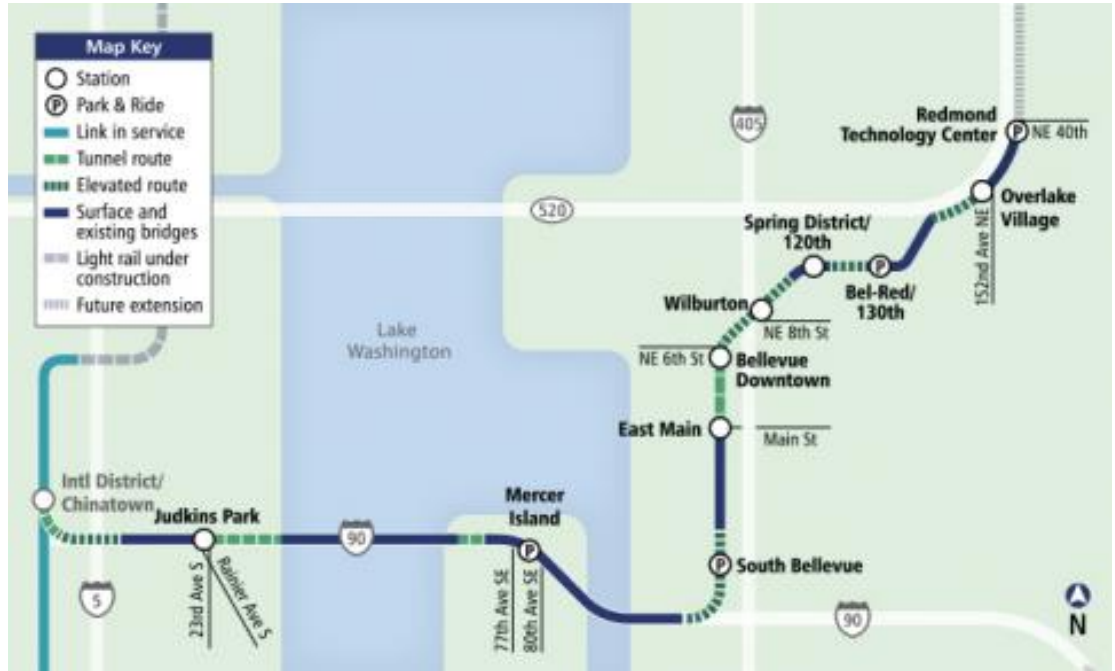 Map Key
Station
P Park & Ride
Link in service
Tunnel route
Elevated route
Surface and
existing bridges
Light rail under
construction
Future extension
405
Redmond
Technology Center
P
NE 40th
520
Overlake
Village
152nd Ave NE
Spring District/
120th
P
Bel-Red/
130th
Wilburton
NE 8th St
Lake
Washington
NE 6th St
Bellevue
Downtown
East Main
Main St
Intl District/
Chinatown
Judkins Park
90
Mercer
Island
P
P
South Bellevue
5
23rd Ave S
Rainier Ave S
77th Ave SE
80th Ave SE
90
N